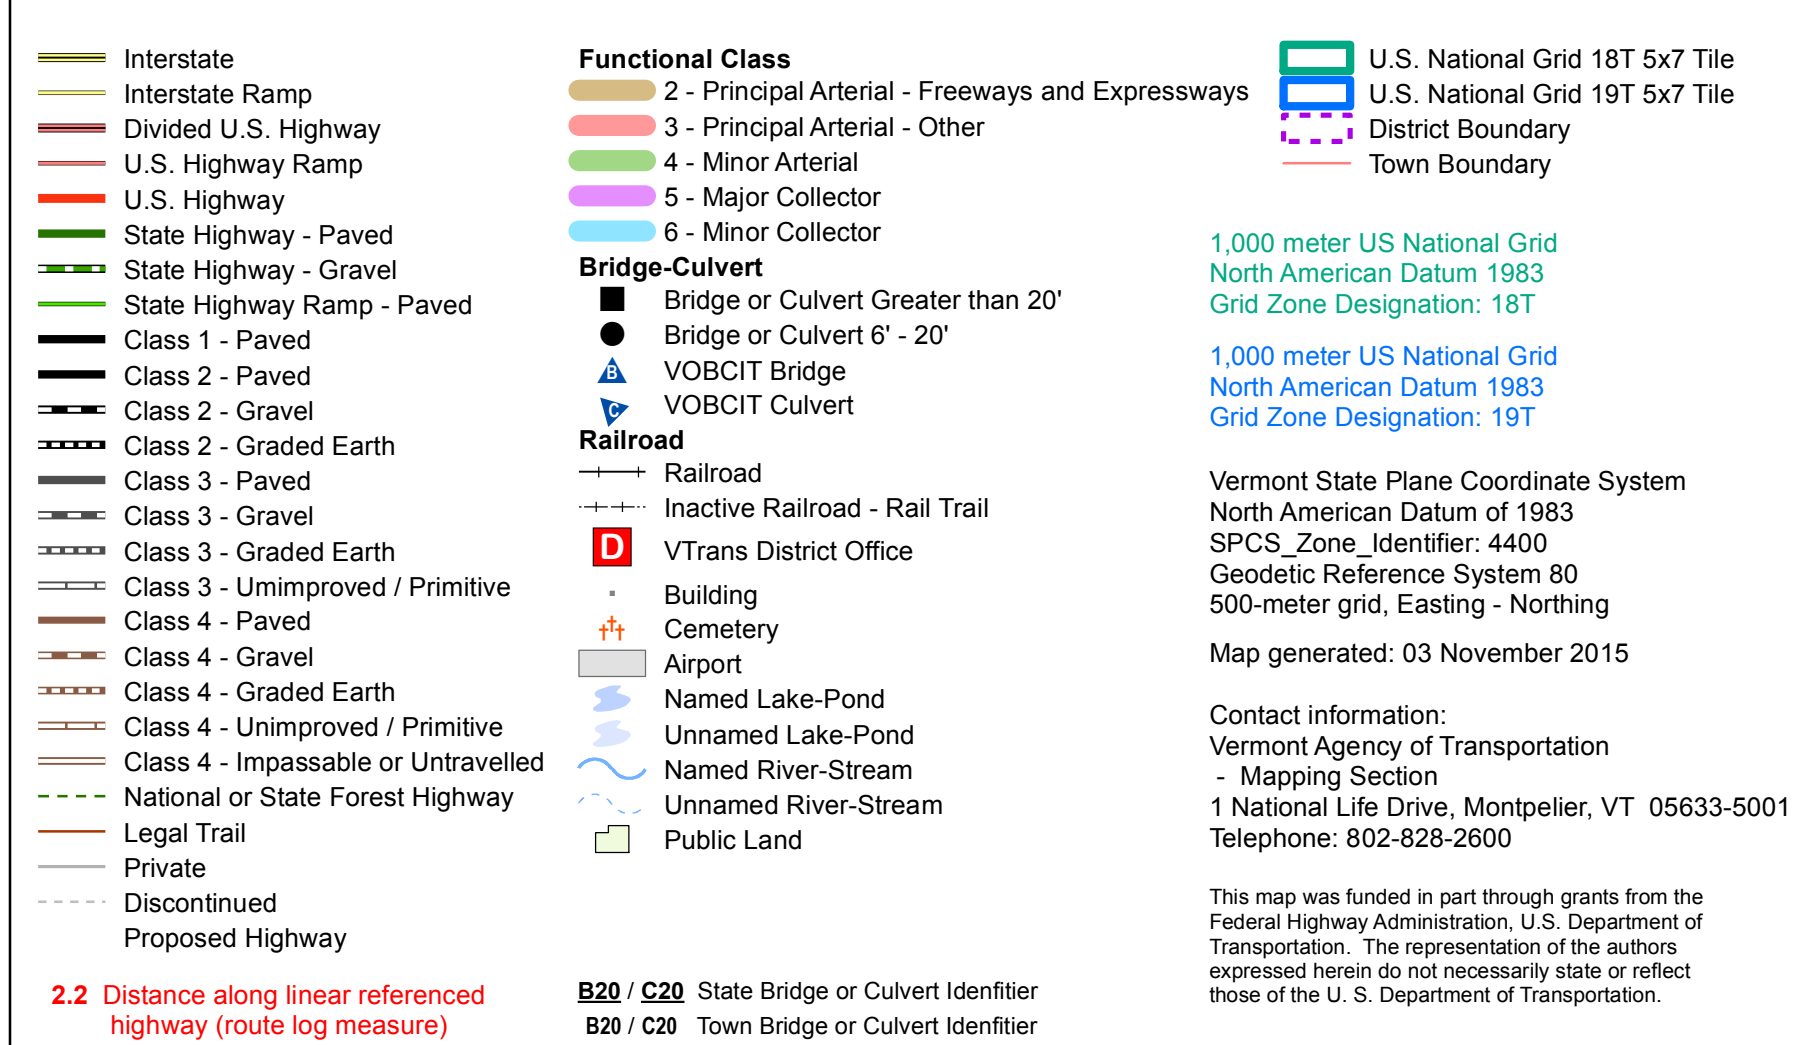 Interstate
Interstate Ramp
Divided U.S. Highway
U.S. Highway Ramp
U.S. Highway
State Highway - Paved
State Highway - Gravel
State Highway Ramp - Paved
Class 1 - Paved
Class 2 - Paved
Class 2 - Gravel
Class 2 - Graded Earth
Class 3 - Paved
Class 3 - Gravel
Class 3 - Graded Earth
Class 3 - Umimproved / Primitive
Class 4 - Paved
Class 4 - Gravel
Class 4 - Graded Earth
Class 4 - Unimproved / Primitive
Class 4 - Impassable or Untravelled
National or State Forest Highway
Legal Trail
Private
Discontinued
Proposed Highway
2.2 Distance along linear referenced
highway (route log measure)
Functional Class
2 - Principal Arterial - Freeways and Expressways
3 - Principal Arterial - Other
4 - Minor Arterial
5 - Major Collector
6 - Minor Collector
Bridge-Culvert
Bridge or Culvert Greater than 20'
Bridge or Culvert 6' - 20'
B VOBCIT Bridge
C VOBCIT Culvert
Railroad
Railroad
Inactive Railroad - Rail Trail
D VTrans District Office
Building
Cemetery
Airport
Named Lake-Pond
Unnamed Lake-Pond
Named River-Stream
Unnamed River-Stream
Public Land
B20 / C20 State Bridge or Culvert Idenfitier
B20 / C20 Town Bridge or Culvert Idenfitier
U.S. National Grid 18T 5x7 Tile
U.S. National Grid 19T 5x7 Tile
District Boundary
Town Boundary
1,000 meter US National Grid
North American Datum 1983
Grid Zone Designation: 18T
1,000 meter US National Grid
North American Datum 1983
Grid Zone Designation: 19T
Vermont State Plane Coordinate System
North American Datum of 1983
SPCS_Zone_Identifier: 4400
Geodetic Reference System 80
500-meter grid, Easting - Northing
Map generated: 03 November 2015
Contact information:
Vermont Agency of Transportation
- Mapping Section
1 National Life Drive, Montpelier, VT 05633-5001
Telephone: 802-828-2600
This map was funded in part through grants from the
Federal Highway Administration, U.S. Department of
Transportation. The representation of the authors
expressed herein do not necessarily state or reflect
those of the U. S. Department of Transportation.